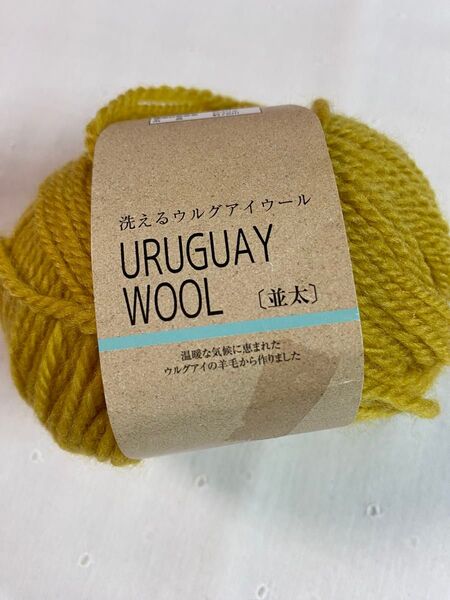 洗えるウルグアイウール
URUGUAY
WOOL 〔並太〕
温暖な気候に恵まれた
ウルグアイの羊毛から作りました